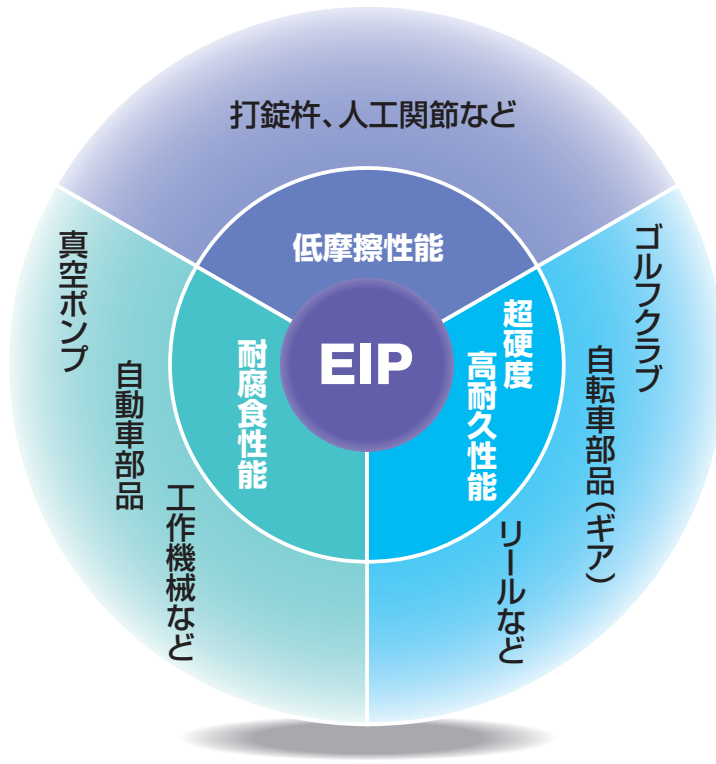 打錠杵、人工関節など
低摩擦性能
EIP
超硬度
高耐久性能
耐腐食性能
ゴルフクラブ
自転車部品（ギア）
リールなど
真空ポンプ
自動車部品
工作機械など